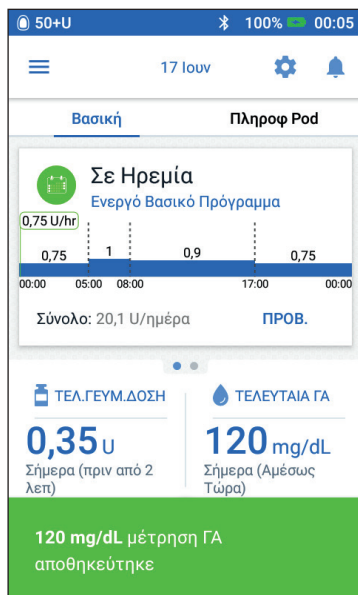 50+U 100% 00:05
17 Ιουν
Βασική Πληροφ Pod
Σε Ηρεμία
Ενεργό Βασικό Πρόγραμμα
0,75 U/hr
0,75 1 0,9 0,75
00:00 05:00 08:00 17:00 00:00
Σύνολο: 20,1 U/ημέρα ΠΡΟΒ.
ΤΕΛ.ΓΕΥΜ.ΔΟΣΗ
0,35 U
Σήμερα (πριν από 2
λεπ)
ΤΕΛΕΥΤΑΙΑ ΓΑ
120 mg/dL
Σήμερα (Αμέσως
Τώρα)
120 mg/dL μέτρηση ΓΑ
αποθηκεύτηκε